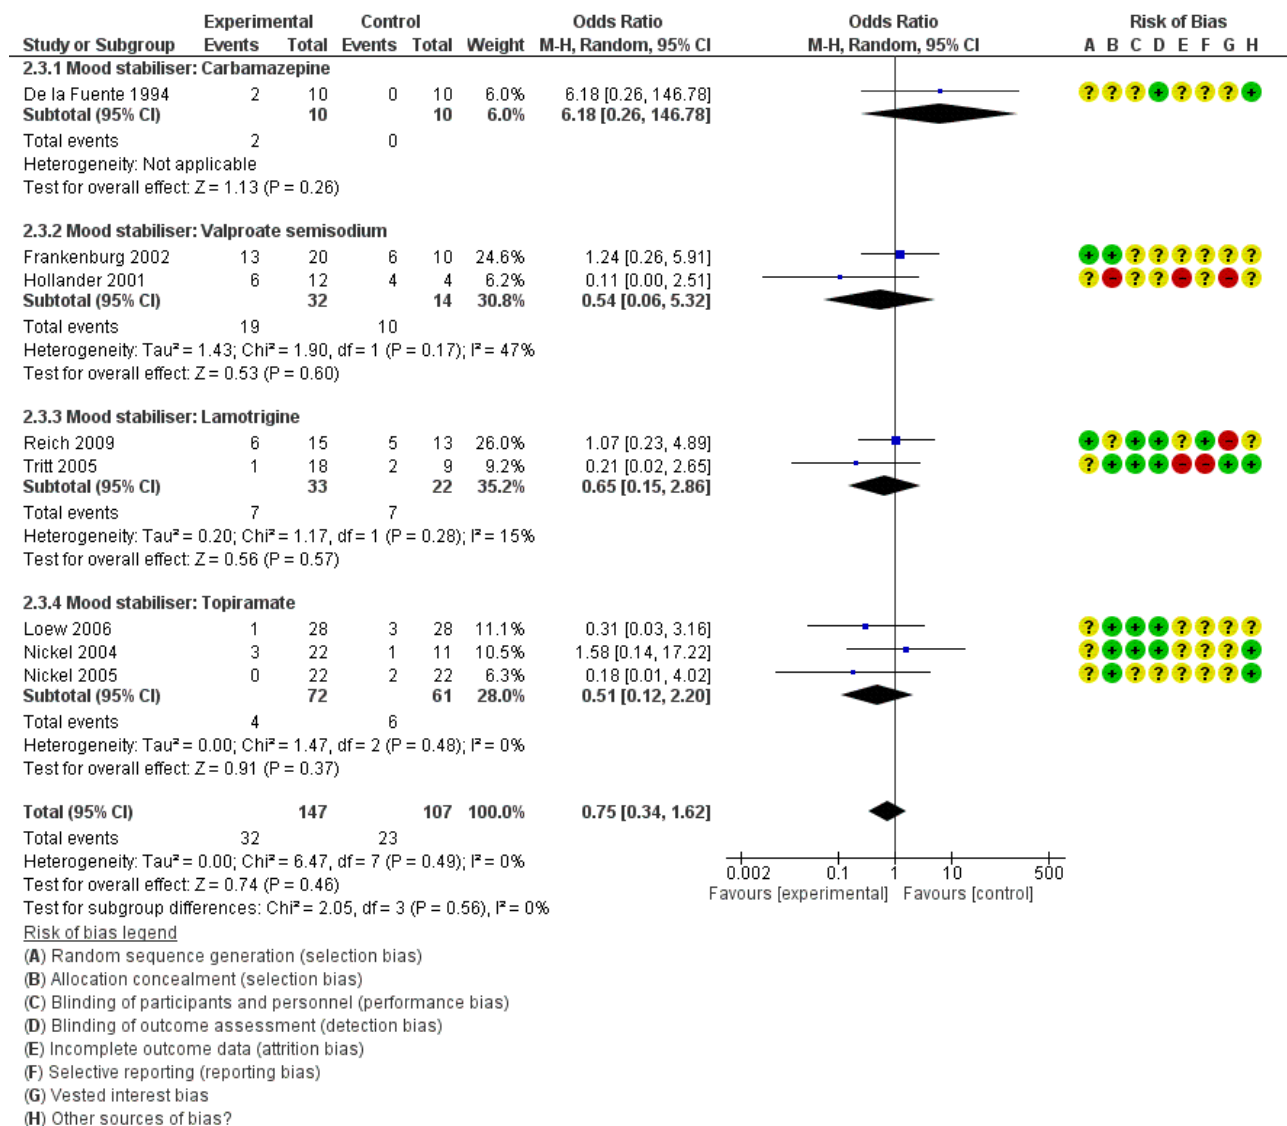 Experimental Control Odds Ratio Odds Ratio Risk of Bias
Study or Subgroup Events Total Events Total Weight M-H, Random, 95% CI M-H, Random, 95% CI A B C D E F G H
2.3.1 Mood stabiliser: Carbamazepine
De la Fuente 1994 2 10 0 10 6.0% 6.18 [0.26, 146.78] ? ? ? + ? ? ? +
Subtotal (95% CI) 10 10 6.0% 6.18 [0.26, 146.78]
Total events 2 0
Heterogeneity: Not applicable
Test for overall effect: Z = 1.13 (P = 0.26)
2.3.2 Mood stabiliser: Valproate semisodium
Frankenburg 2002 13 20 6 10 24.6% 1.24 [0.26, 5.91] + + ? ? ? ? ? ?
Hollander 2001 6 12 4 4 6.2% 0.11 [0.00, 2.51] ? - ? ? - ? - ?
Subtotal (95% CI) 32 14 30.8% 0.54 [0.06, 5.32]
Total events 19 10
Heterogeneity: Tau² = 1.43; Chi² = 1.90, df = 1 (P = 0.17); I² = 47%
Test for overall effect: Z = 0.53 (P = 0.60)
2.3.3 Mood stabiliser: Lamotrigine
Reich 2009 6 15 5 13 26.0% 1.07 [0.23, 4.89] + ? + + ? + - ?
Tritt 2005 1 18 2 9 9.2% 0.21 [0.02, 2.65] ? + + + - - + +
Subtotal (95% CI) 33 22 35.2% 0.65 [0.15, 2.86]
Total events 7 7
Heterogeneity: Tau² = 0.20; Chi² = 1.17, df = 1 (P = 0.28); I² = 15%
Test for overall effect: Z = 0.56 (P = 0.57)
2.3.4 Mood stabiliser: Topiramate
Loew 2006 1 28 3 28 11.1% 0.31 [0.03, 3.16] ? + + + ? ? ? ?
Nickel 2004 3 22 1 11 10.5% 1.58 [0.14, 17.22] ? + + + ? ? ? +
Nickel 2005 0 22 2 22 6.3% 0.18 [0.01, 4.02] ? + + + ? ? ? +
Subtotal (95% CI) 72 61 28.0% 0.51 [0.12, 2.20]
Total events 4 6
Heterogeneity: Tau² = 0.00; Chi² = 1.47, df = 2 (P = 0.48); I² = 0%
Test for overall effect: Z = 0.91 (P = 0.37)
Total (95% CI) 147 107 100.0% 0.75 [0.34, 1.62]
Total events 32 23
Heterogeneity: Tau² = 0.00; Chi² = 6.47, df = 7 (P = 0.49); I² = 0%
Test for overall effect: Z = 0.74 (P = 0.46)
Test for subgroup differences: Chi² = 2.05, df = 3 (P = 0.56), I² = 0%
0.002 0.1 1 10 500
Favours [experimental] Favours [control]
Risk of bias legend
(A) Random sequence generation (selection bias)
(B) Allocation concealment (selection bias)
(C) Blinding of participants and personnel (performance bias)
(D) Blinding of outcome assessment (detection bias)
(E) Incomplete outcome data (attrition bias)
(F) Selective reporting (reporting bias)
(G) Vested interest bias
(H) Other sources of bias?